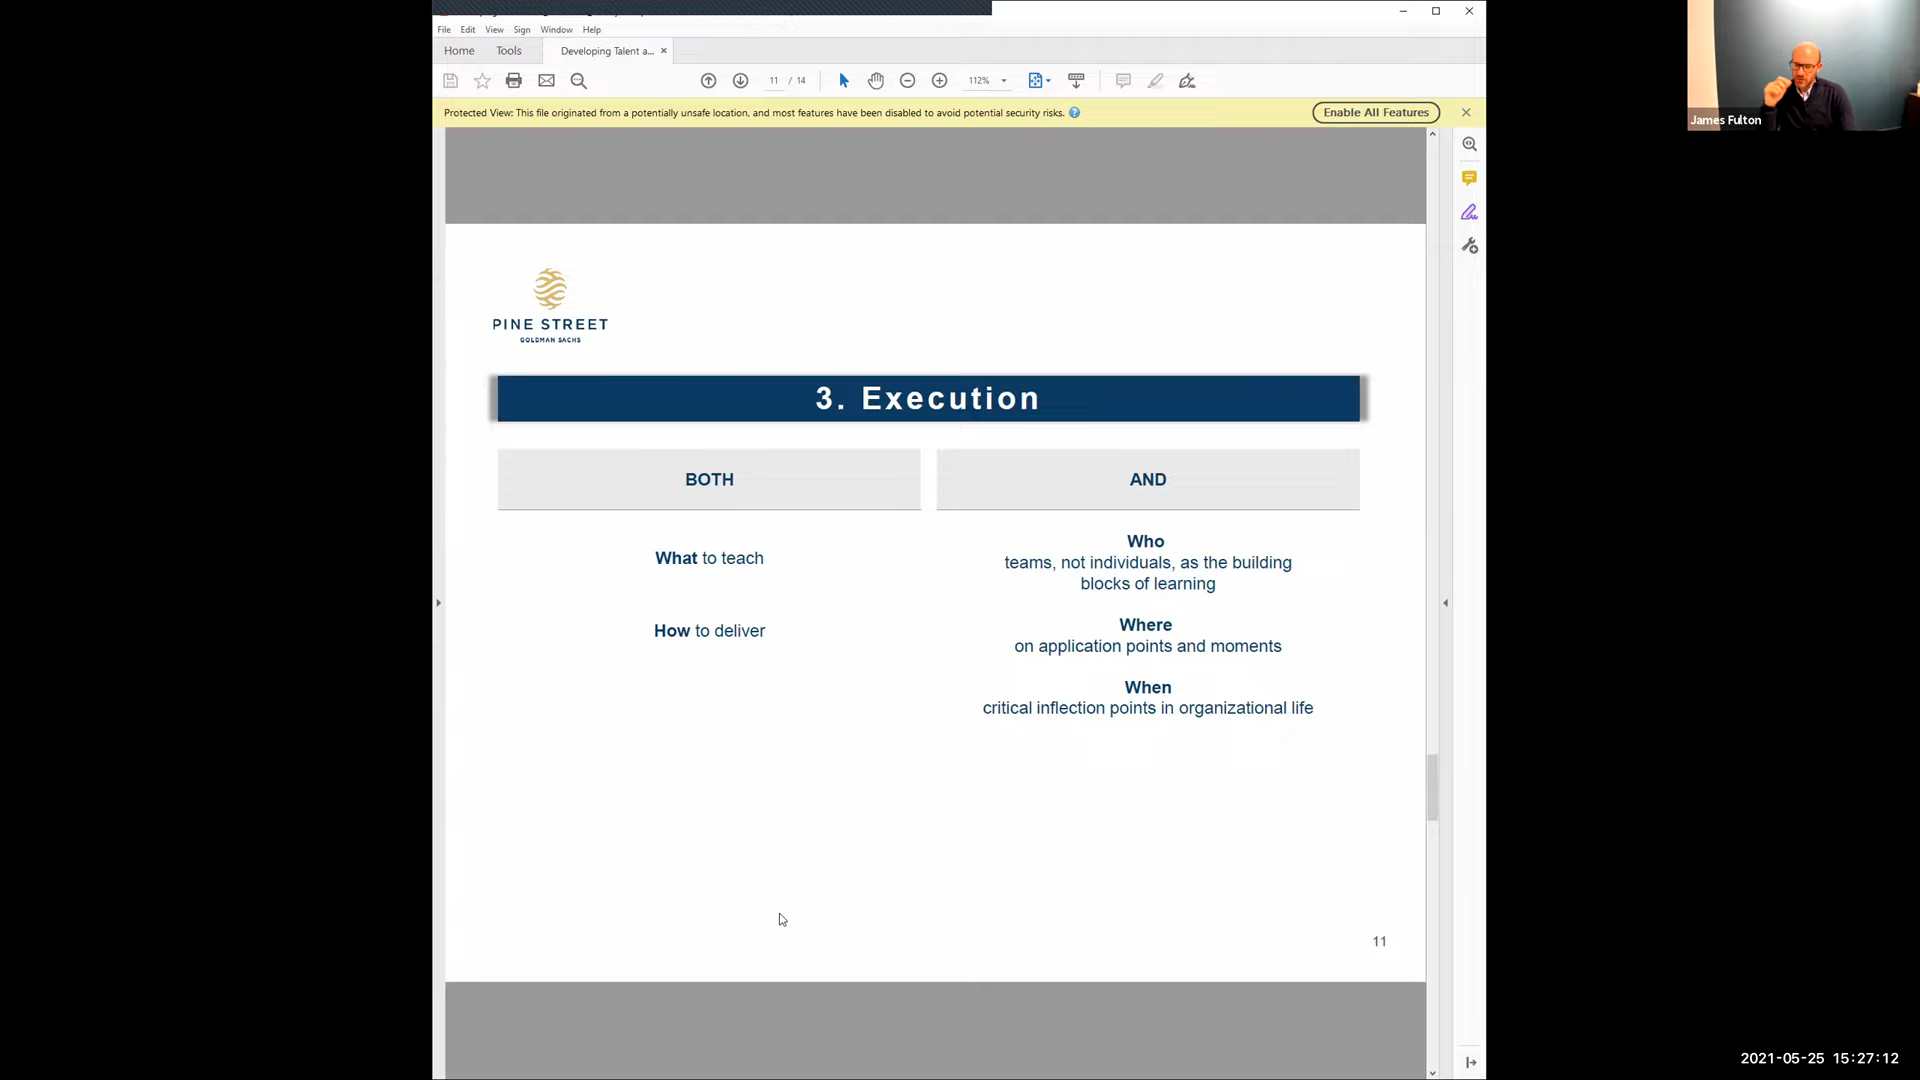 File Edit View Sign Window Help
Home Tools Developing Talent a... ×
11 / 14 112%
Protected View: This file originated from a potentially unsafe location, and most features have been disabled to avoid potential security risks. Enable All Features
James Fulton
PINE STREET
GOLDMAN SACHS
3. Execution
BOTH
AND
What to teach
How to deliver
Who
teams, not individuals, as the building
blocks of learning
Where
on application points and moments
When
critical inflection points in organizational life
11
2021-05-25 15:27:12